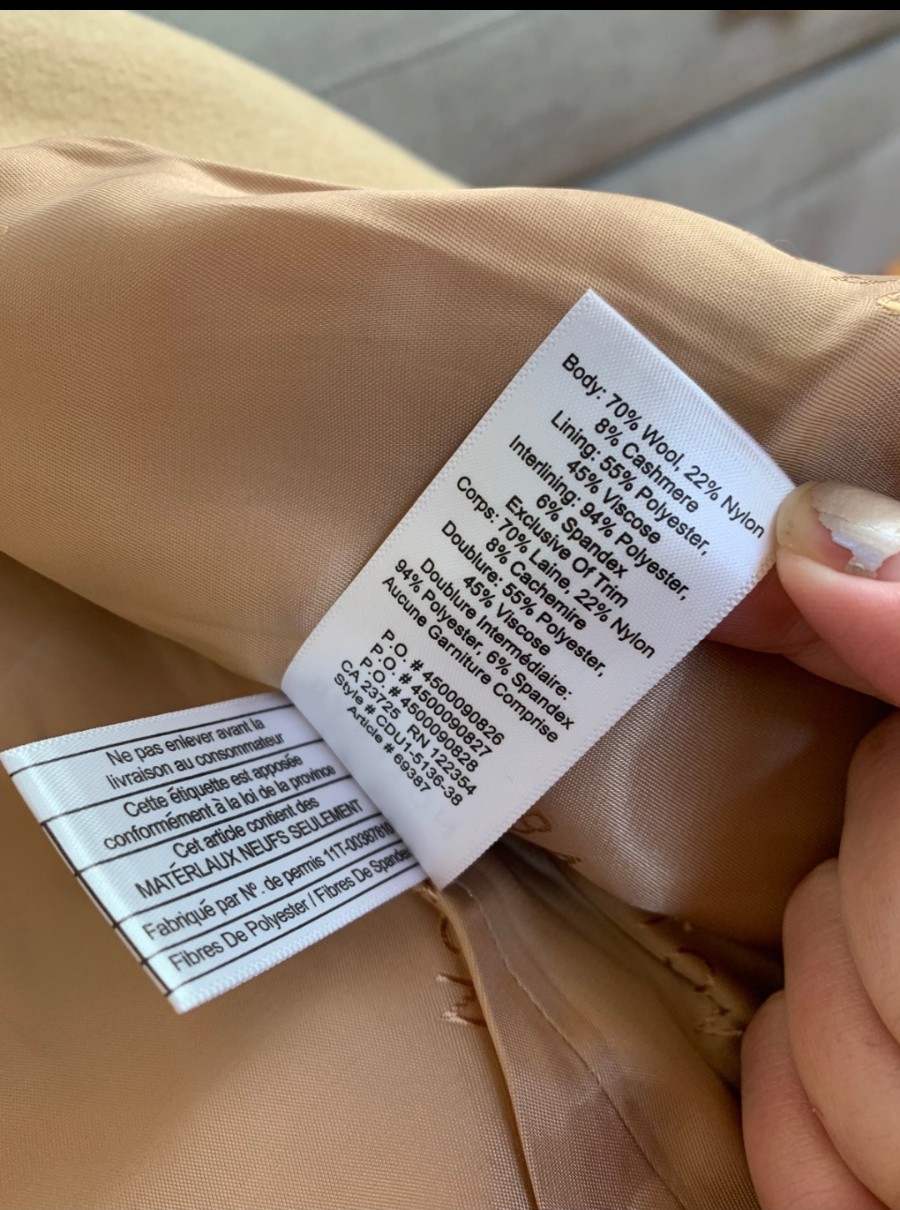 Body: 70% Wool, 22% Nylon
8% Cashmere
Lining: 55% Polyester,
45% Viscose
Interlining: 94% Polyester,
6% Spandex
Exclusive Of Trim
Corps: 70% Laine, 22% Nylon
8% Cachemire
Doublure: 55% Polyester,
45% Viscose
Doublure Intermédiaire:
94% Polyester, 6% Spandex
Aucune Garniture Comprise
P.O. # 4500090826
P.O. # 4500090827
P.O. # 4500090828
CA 23725 RN 122354
Style # CDU1-5136-38
Article # 69387
Ne pas enlever avant la
livraison au consommateur
Cette étiquette est apposée
conformément à la loi de la province
Cet article contient des
MATÉRLAUX NEUFS SEULEMENT
Fabriqué par Nº. de permis
Fibres De Polyester / Fibres De